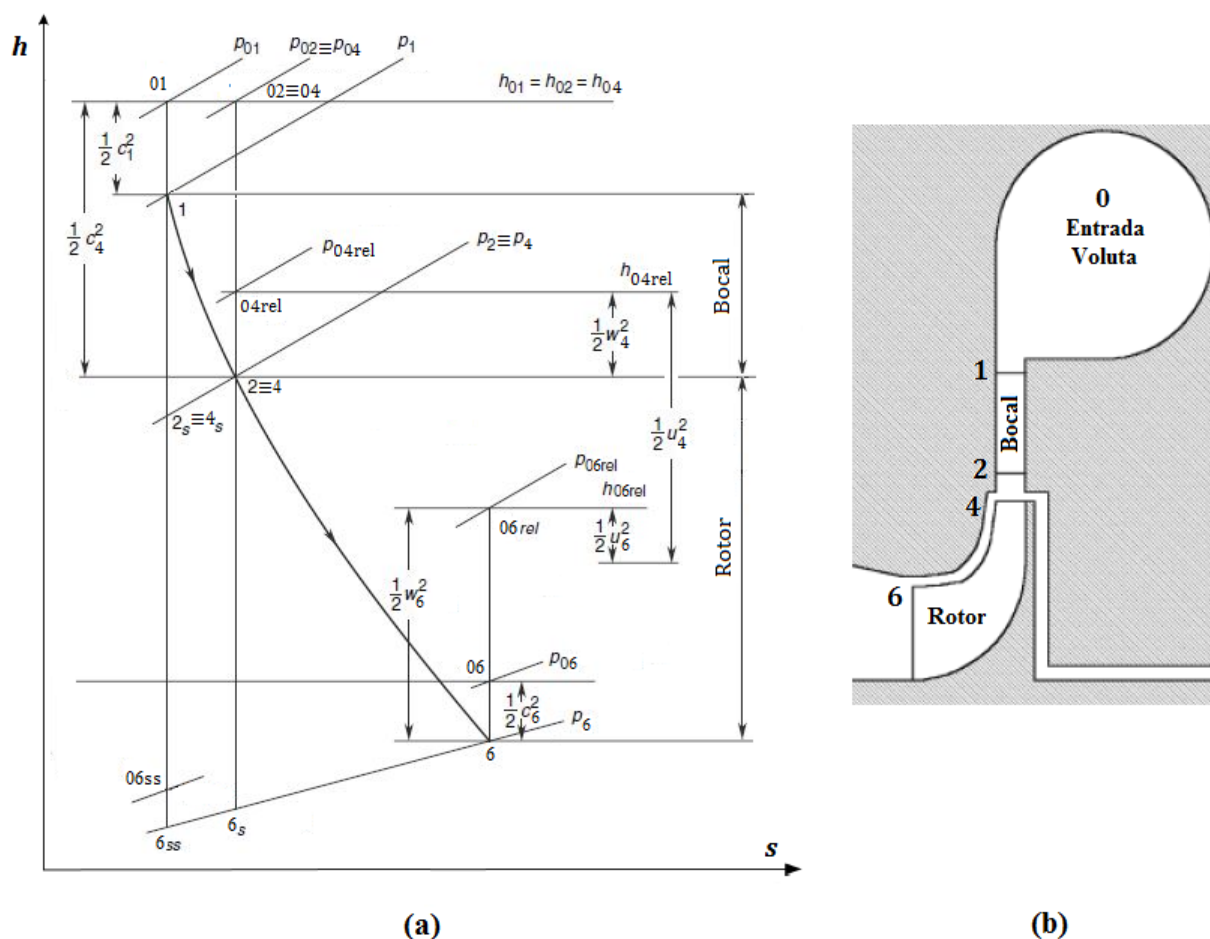 h
p01
p02≡p04
p1
01
02≡04
h01 = h02 = h04
1/2 c1²
1/2 c4²
1
p04rel
p2≡p4
h04rel
04rel
1/2 w4²
Bocal
2≡4
2s≡4s
1/2 u4²
p06rel
h06rel
06rel
1/2 u6²
Rotor
1/2 w6²
06
p06
1/2 c6²
p6
6
06ss
6ss
6s
s
(a)
0
Entrada
Voluta
1
Bocal
2
4
6
Rotor
(b)